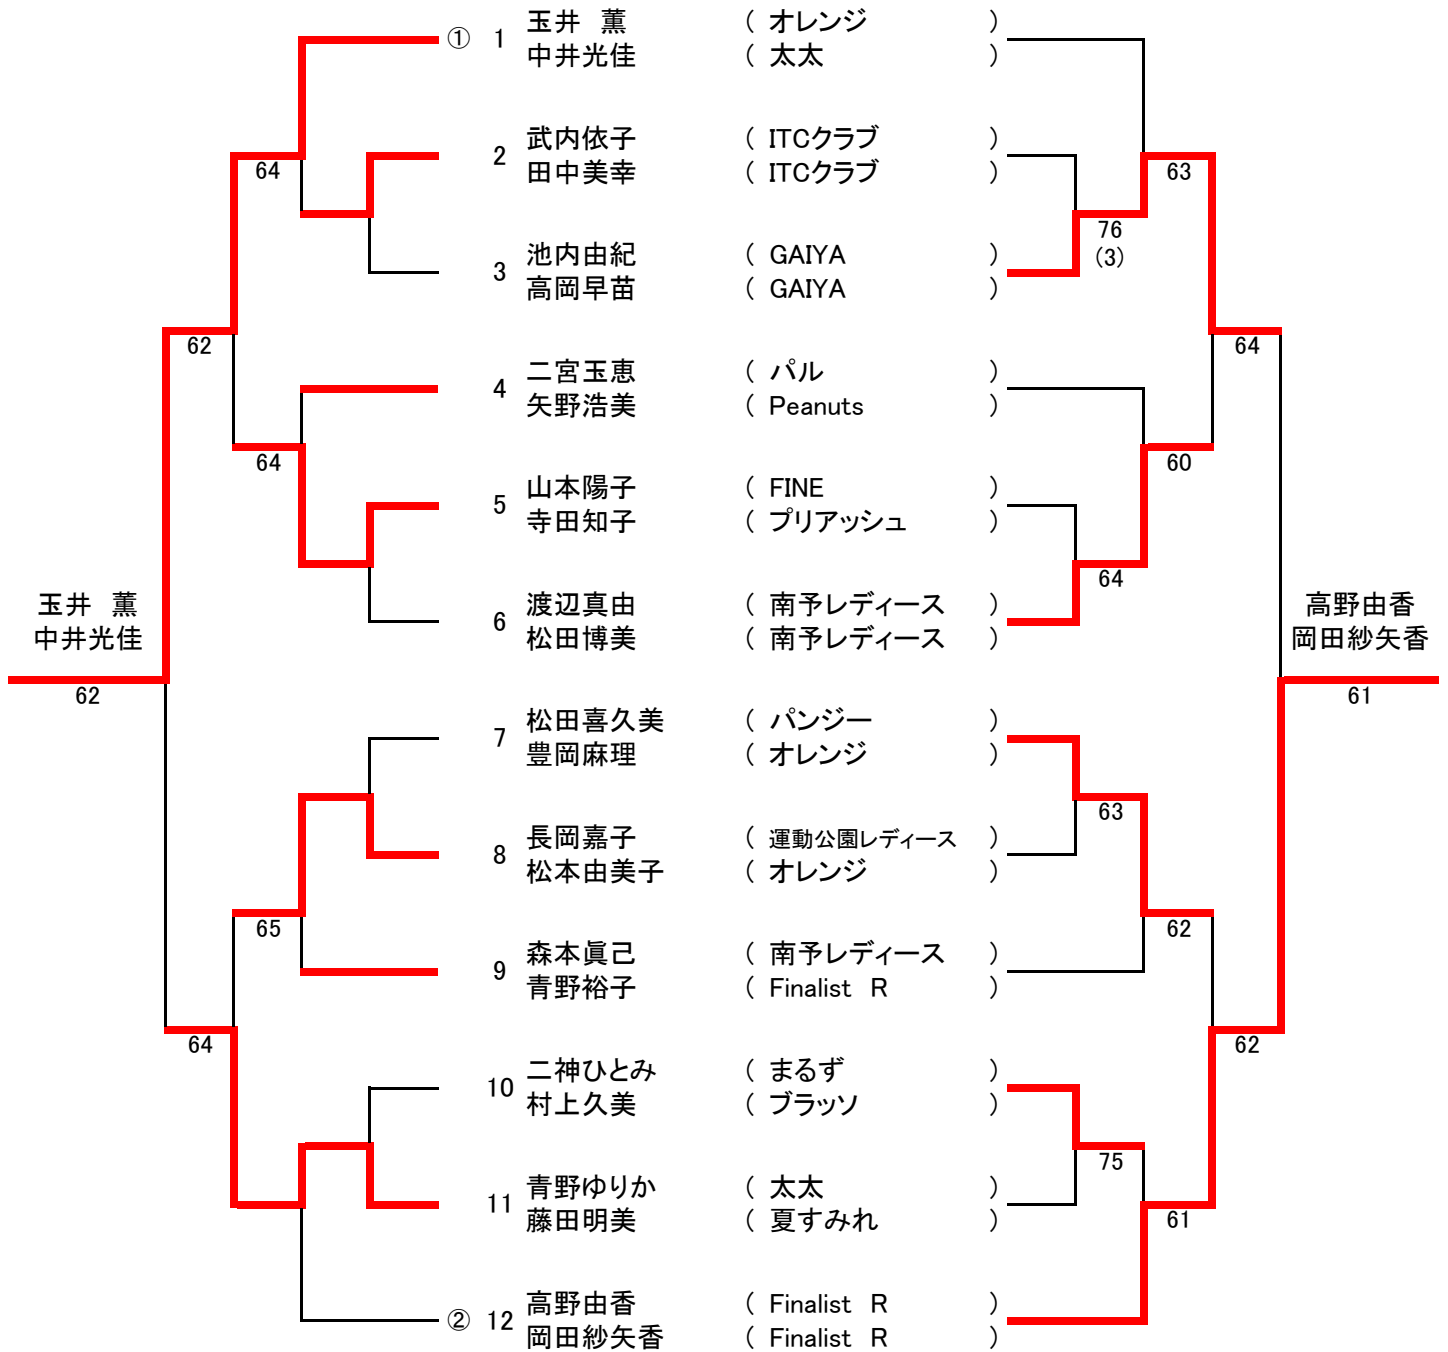 ① 1 玉井　薫 ( オレンジ )
中井光佳 ( 太太 )
2 武内依子 ( ITCクラブ )
田中美幸 ( ITCクラブ )
64
63
3 池内由紀 ( GAIYA )
高岡早苗 ( GAIYA )
76
(3)
62
64
4 二宮玉恵 ( パル )
矢野浩美 ( Peanuts )
64
60
5 山本陽子 ( FINE )
寺田知子 ( プリアッシュ )
64
6 渡辺真由 ( 南予レディース )
松田博美 ( 南予レディース )
玉井　薫
中井光佳
62
高野由香
岡田紗矢香
61
7 松田喜久美 ( パンジー )
豊岡麻理 ( オレンジ )
63
8 長岡嘉子 ( 運動公園レディース )
松本由美子 ( オレンジ )
65
62
9 森本眞己 ( 南予レディース )
青野裕子 ( Finalist R )
64
62
10 二神ひとみ ( まるず )
村上久美 ( ブラッソ )
75
11 青野ゆりか ( 太太 )
藤田明美 ( 夏すみれ )
61
② 12 高野由香 ( Finalist R )
岡田紗矢香 ( Finalist R )